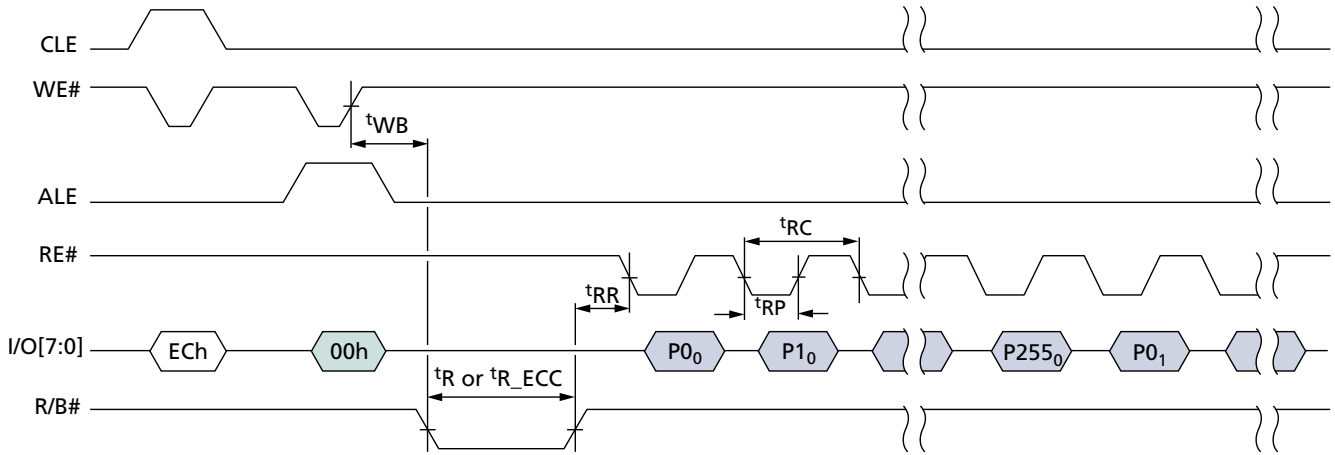 CLE
WE#
tWB
ALE
tRC
RE#
tRR
tRP
I/O[7:0]
ECh
00h
P0₀
P1₀
P255₀
P0₁
tR or tR_ECC
R/B#